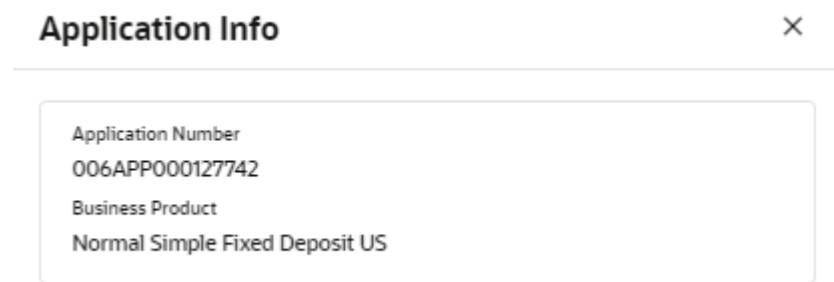 Application Info
Application Number
006APP000127742
Business Product
Normal Simple Fixed Deposit US